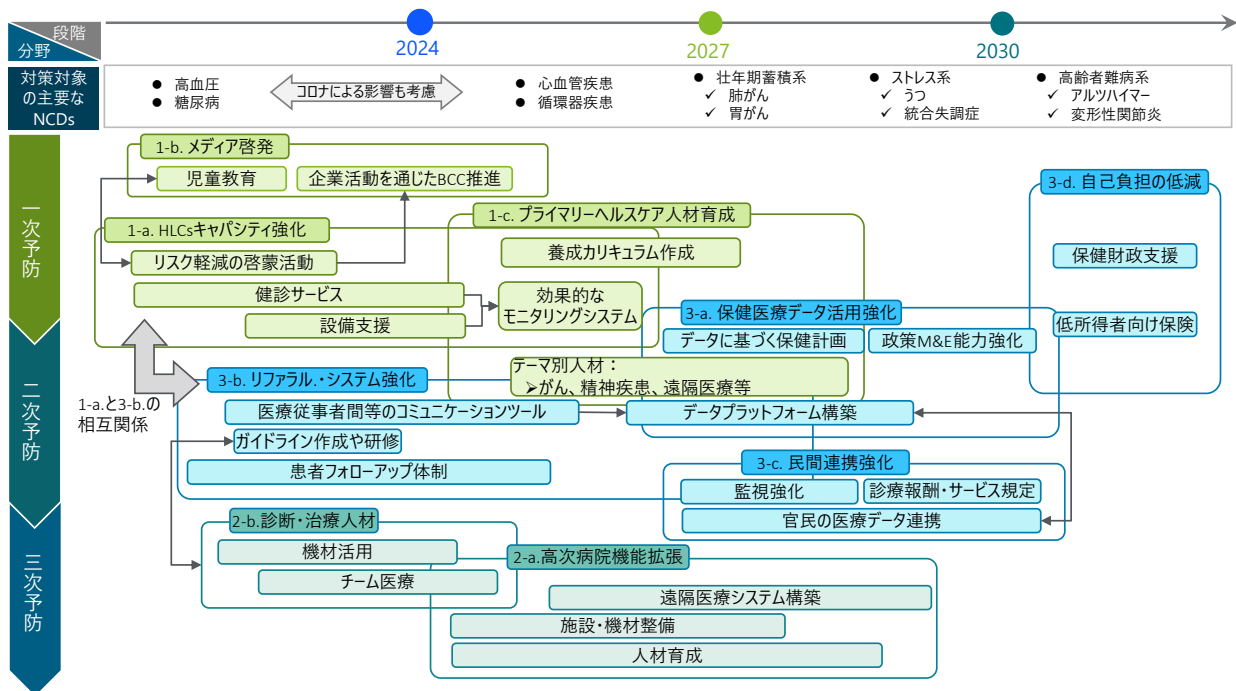 段階
分野
2024
2027
2030
対策対象
の主要な
NCDs
● 高血圧
● 糖尿病
コロナによる影響も考慮
● 心血管疾患
● 循環器疾患
● 壮年期蓄積系
✓ 肺がん
✓ 胃がん
● ストレス系
✓ うつ
✓ 統合失調症
● 高齢者難病系
✓ アルツハイマー
✓ 変形性関節炎
一次予防
二次予防
三次予防
1-b. メディア啓発
児童教育
企業活動を通じたBCC推進
1-a. HLCsキャパシティ強化
リスク軽減の啓蒙活動
健診サービス
設備支援
1-c. プライマリーヘルスケア人材育成
養成カリキュラム作成
効果的な
モニタリングシステム
テーマ別人材：
➢がん、精神疾患、遠隔医療等
3-d. 自己負担の低減
保健財政支援
低所得者向け保険
3-a. 保健医療データ活用強化
データに基づく保健計画
政策M&E能力強化
データプラットフォーム構築
1-a.と3-b.の
相互関係
3-b. リファラル.・システム強化
医療従事者間等のコミュニケーションツール
ガイドライン作成や研修
患者フォローアップ体制
3-c. 民間連携強化
監視強化
診療報酬・サービス規定
官民の医療データ連携
2-b.診断・治療人材
機材活用
チーム医療
2-a.高次病院機能拡張
遠隔医療システム構築
施設・機材整備
人材育成